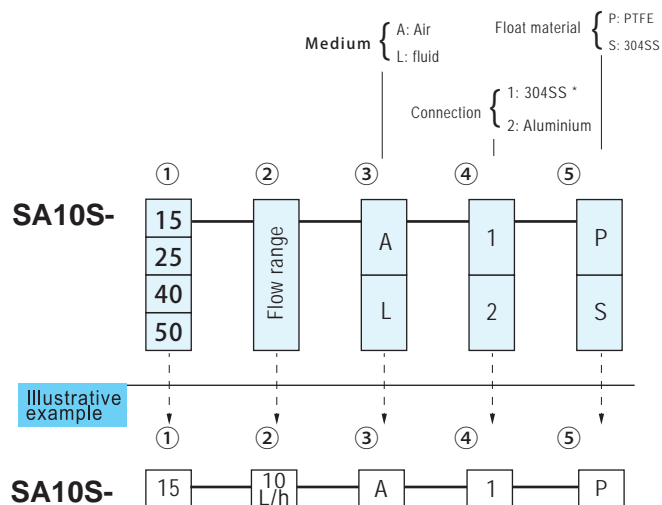 Medium { A: Air
L: fluid
Float material { P: PTFE
S: 304SS
Connection { 1: 304SS *
2: Aluminium
① ② ③ ④ ⑤
SA10S-
15
25
40
50
Flow range
A
L
1
2
P
S
Illustrative
example
① ② ③ ④ ⑤
SA10S- 15 10 L/h A 1 P